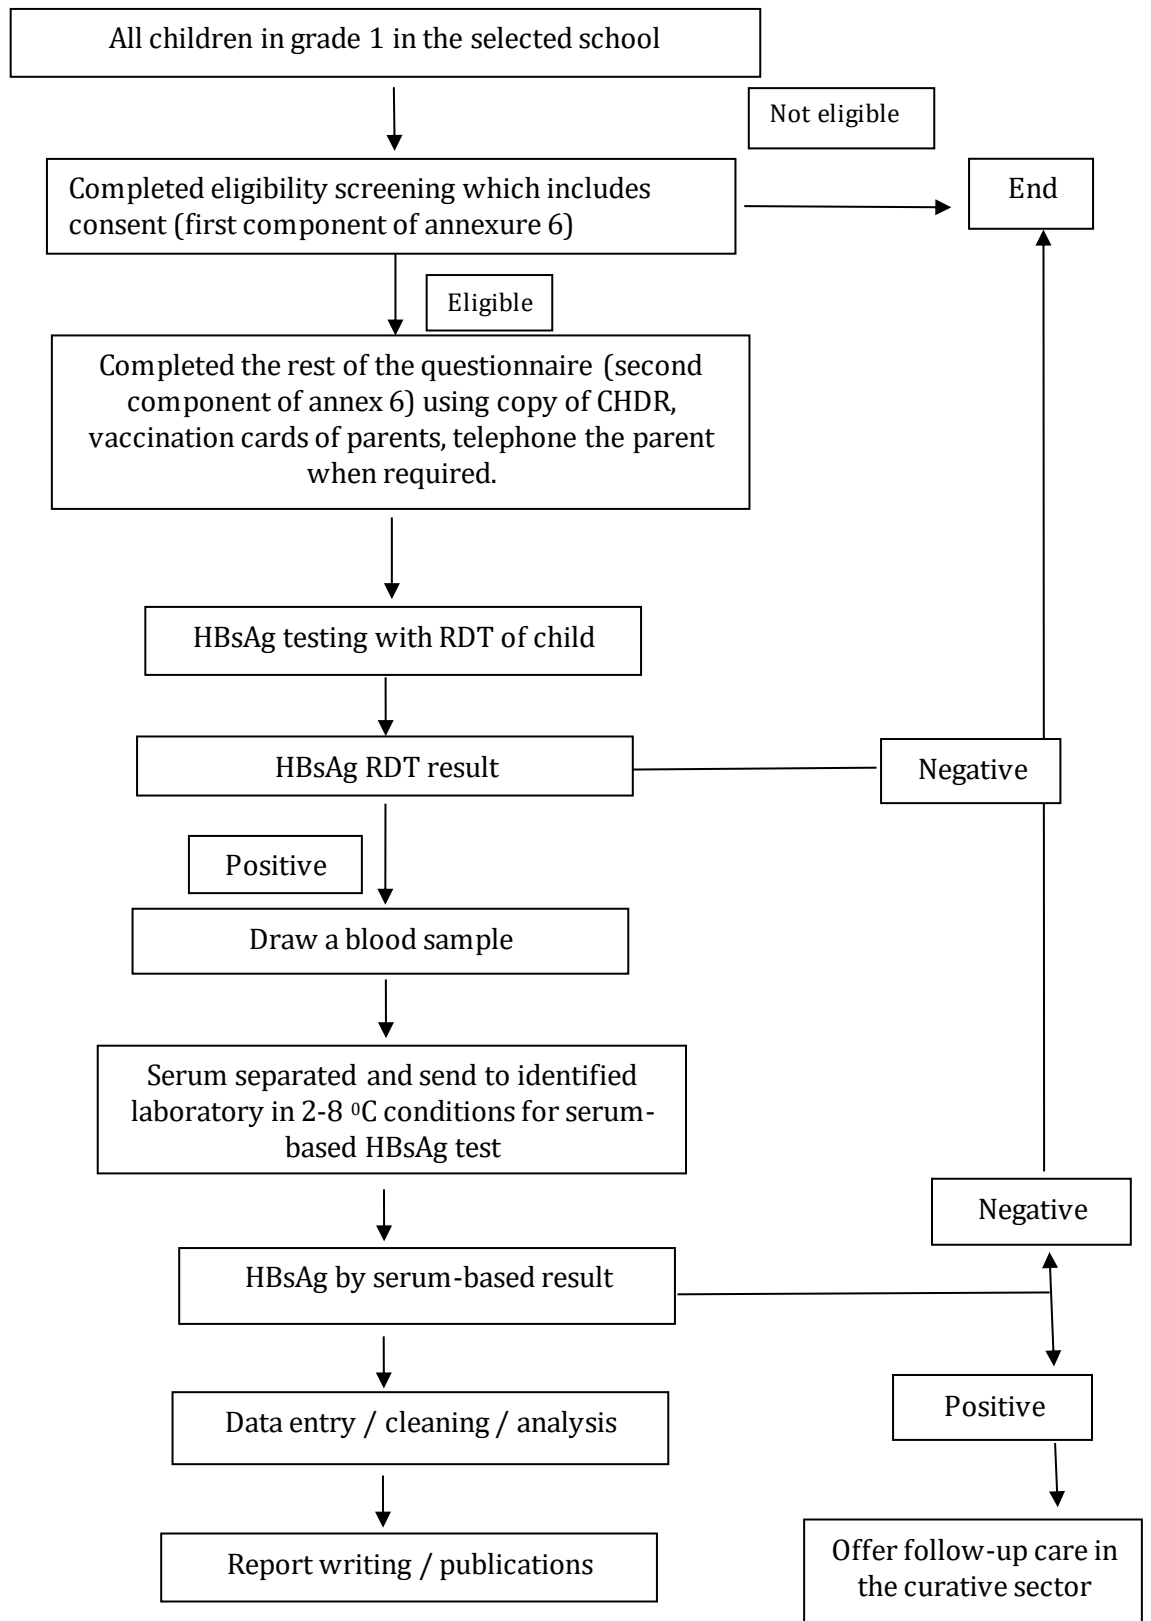 All children in grade 1 in the selected school
Not eligible
Completed eligibility screening which includes
consent (first component of annexure 6)
End
Eligible
Completed the rest of the questionnaire (second
component of annex 6) using copy of CHDR,
vaccination cards of parents, telephone the parent
when required.
HBsAg testing with RDT of child
HBsAg RDT result
Negative
Positive
Draw a blood sample
Serum separated and send to identified
laboratory in 2-8 ⁰C conditions for serum-
based HBsAg test
Negative
HBsAg by serum-based result
Positive
Data entry / cleaning / analysis
Report writing / publications
Offer follow-up care in
the curative sector